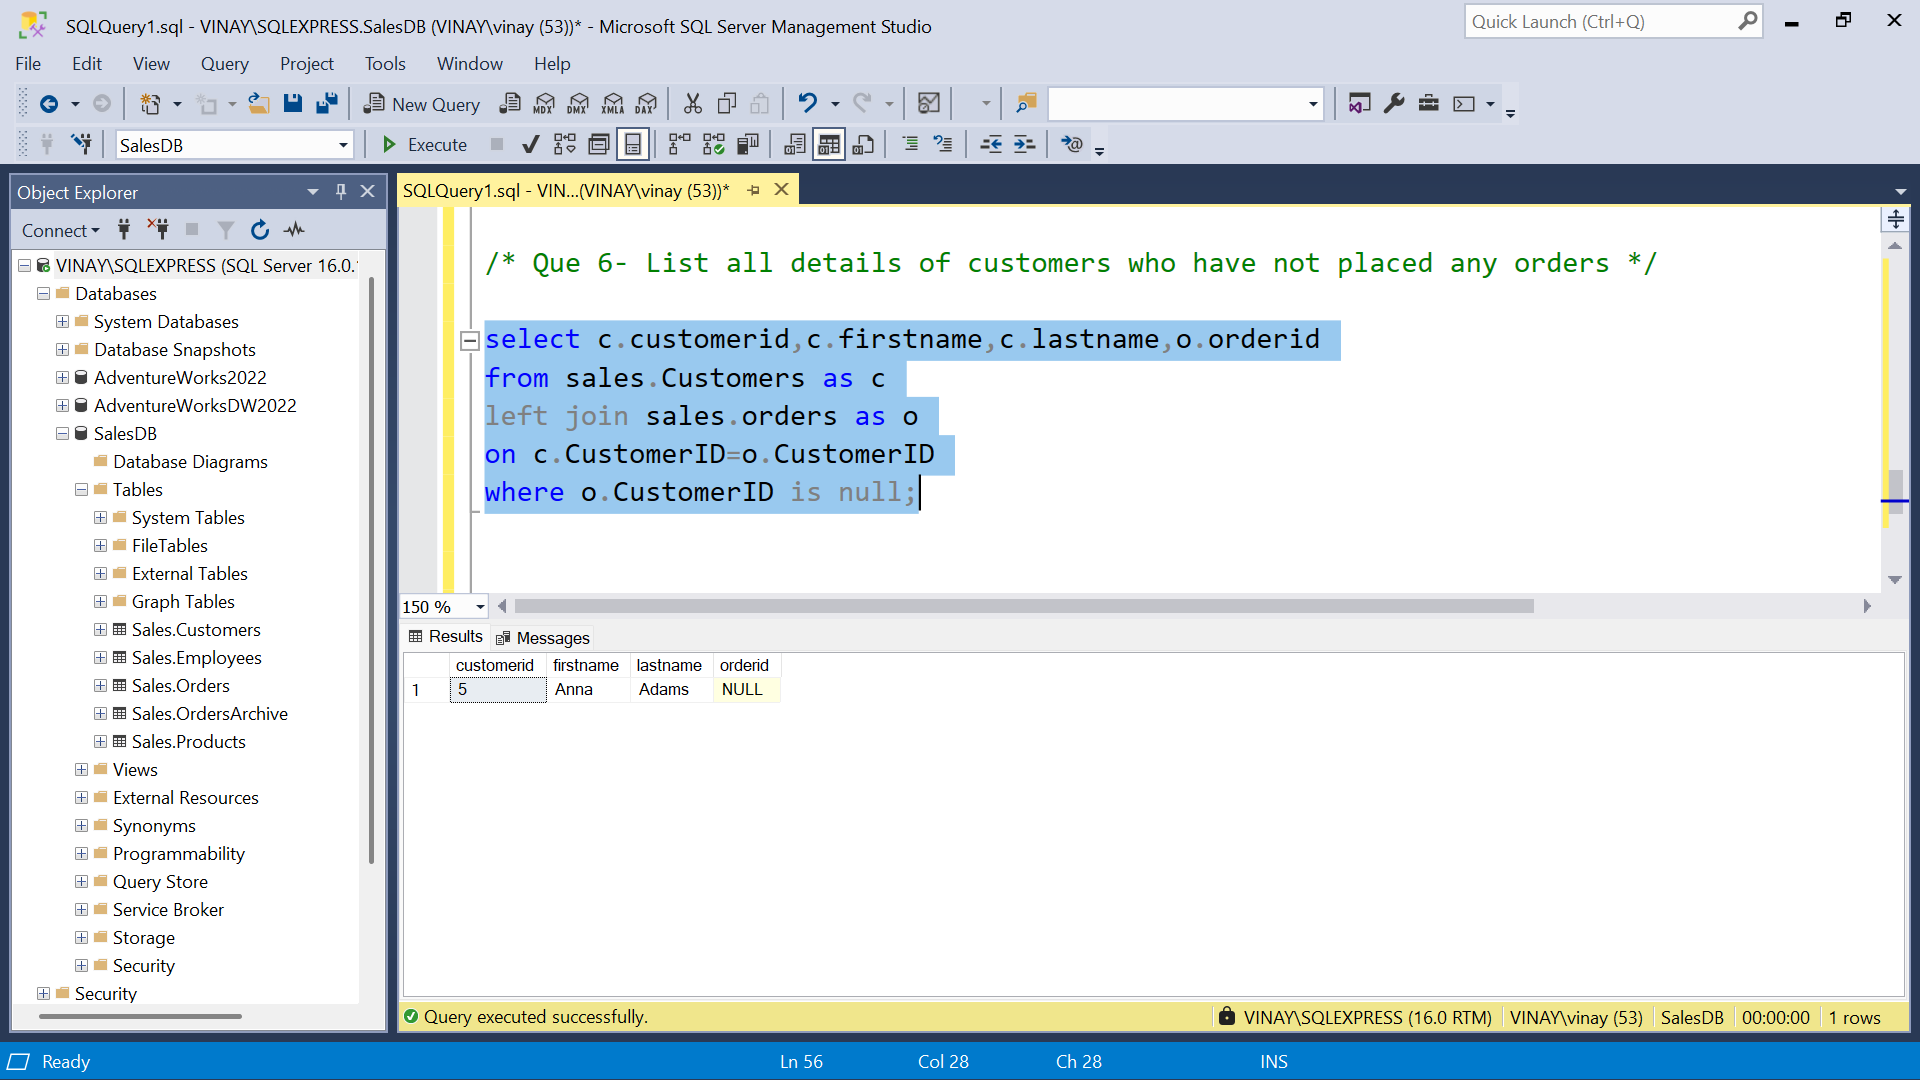 SQLQuery1.sql - VINAY\SQLEXPRESS.SalesDB (VINAY\vinay (53))* - Microsoft SQL Server Management Studio
Quick Launch (Ctrl+Q)
File Edit View Query Project Tools Window Help
New Query MDX DMX XMLA DAX
SalesDB Execute
Object Explorer
Connect
VINAY\SQLEXPRESS (SQL Server 16.0.
Databases
System Databases
Database Snapshots
AdventureWorks2022
AdventureWorksDW2022
SalesDB
Database Diagrams
Tables
System Tables
FileTables
External Tables
Graph Tables
Sales.Customers
Sales.Employees
Sales.Orders
Sales.OrdersArchive
Sales.Products
Views
External Resources
Synonyms
Programmability
Query Store
Service Broker
Storage
Security
Security
SQLQuery1.sql - VIN...(VINAY\vinay (53))*
/* Que 6- List all details of customers who have not placed any orders */
select c.customerid,c.firstname,c.lastname,o.orderid
from sales.Customers as c
left join sales.orders as o
on c.CustomerID=o.CustomerID
where o.CustomerID is null;
150 %
Results Messages
customerid firstname lastname orderid
1 5 Anna Adams NULL
Query executed successfully. VINAY\SQLEXPRESS (16.0 RTM) VINAY\vinay (53) SalesDB 00:00:00 1 rows
Ready Ln 56 Col 28 Ch 28 INS